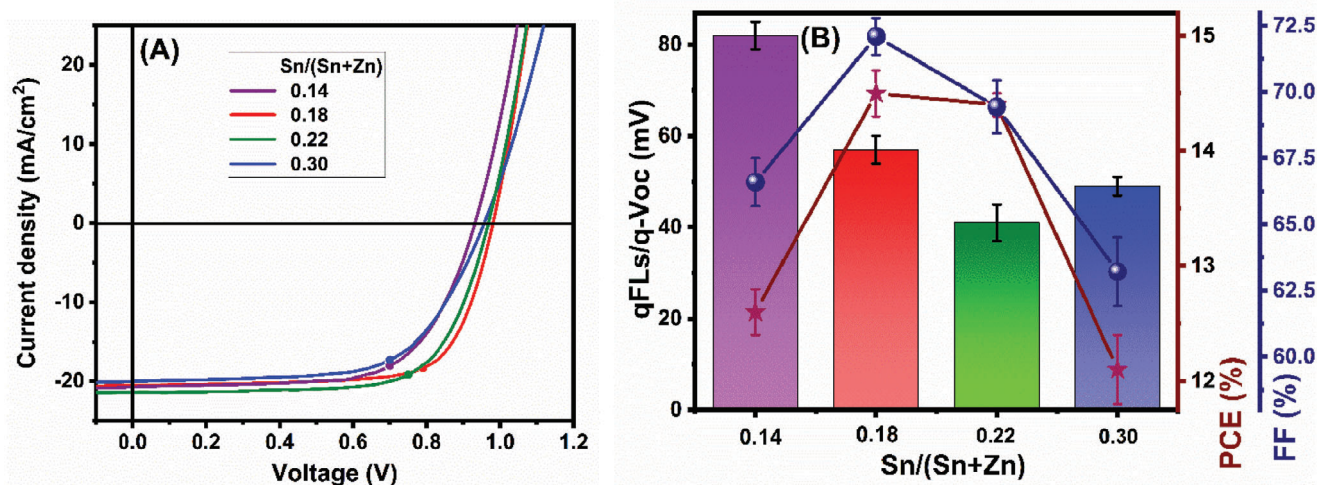 (A)
Sn/(Sn+Zn)
0.14
0.18
0.22
0.30
20
10
0
-10
-20
Current density (mA/cm²)
0.0 0.2 0.4 0.6 0.8 1.0 1.2
Voltage (V)
(B)
80
60
40
20
0
qFLs/q-Voc (mV)
0.14 0.18 0.22 0.30
Sn/(Sn+Zn)
15
14
13
12
PCE (%)
72.5
70.0
67.5
65.0
62.5
60.0
FF (%)